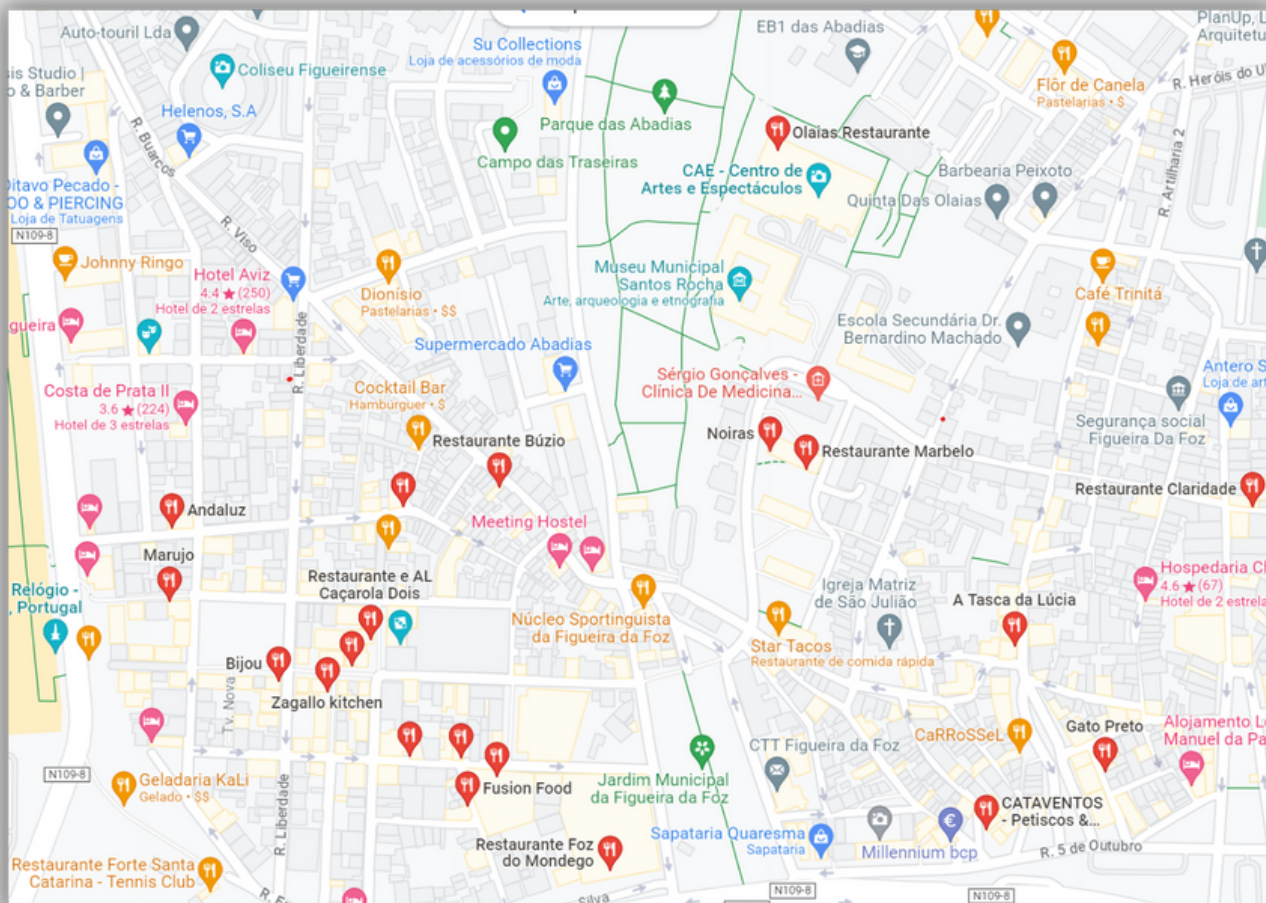 Auto-touril Lda
Su Collections
Loja de acessórios de moda
EB1 das Abadias
PlanUp, L
Arquitetu
sis Studio |
o & Barber
Coliseu Figueirense
Flôr de Canela
Pastelarias • $
R. Heróis do Ul
Helenos, S.A
R. Buarcos
Parque das Abadias
Olaias Restaurante
Campo das Traseiras
R. Artilharia 2
Ditavo Pecado -
OO & PIERCING
Loja de Tatuagens
CAE - Centro de
Artes e Espectáculos
Barbearia Peixoto
Quinta Das Olaias
N109-8
R. Viso
Johnny Ringo
Hotel Aviz
4.4 ★ (250)
Hotel de 2 estrelas
Dionísio
Pastelarias • $$
Museu Municipal
Santos Rocha
Arte, arqueologia e etnografia
Café Trinitá
gueira
R. Liberdade
Escola Secundária Dr.
Bernardino Machado
Supermercado Abadias
Costa de Prata II
3.6 ★ (224)
Hotel de 3 estrelas
Cocktail Bar
Hambúrguer • $
Sérgio Gonçalves -
Clínica De Medicina...
Antero S
Loja de art
Segurança social
Figueira Da Foz
Restaurante Búzio
Noiras
Restaurante Marbelo
Restaurante Claridade
Andaluz
Meeting Hostel
Marujo
Relógio -
, Portugal
Restaurante e AL
Caçarola Dois
Núcleo Sportinguista
da Figueira da Foz
Igreja Matriz
de São Julião
A Tasca da Lúcia
Hospedaria Cl
4.6 ★ (67)
Hotel de 2 estrela
Star Tacos
Restaurante de comida rápida
Bijou
Zagallo kitchen
Tv. Nova
CaRRoSSeL
Gato Preto
Alojamento L
Manuel da Pa
CTT Figueira da Foz
N109-8
Geladaria KaLi
Gelado • $$
Fusion Food
Jardim Municipal
da Figueira da Foz
R. Liberdade
CATAVENTOS
- Petiscos &...
Restaurante Foz
do Mondego
Sapataria Quaresma
Sapataria
Millennium bcp
R. 5 de Outubro
Restaurante Forte Santa
Catarina - Tennis Club
N109-8
N109-8
Silva